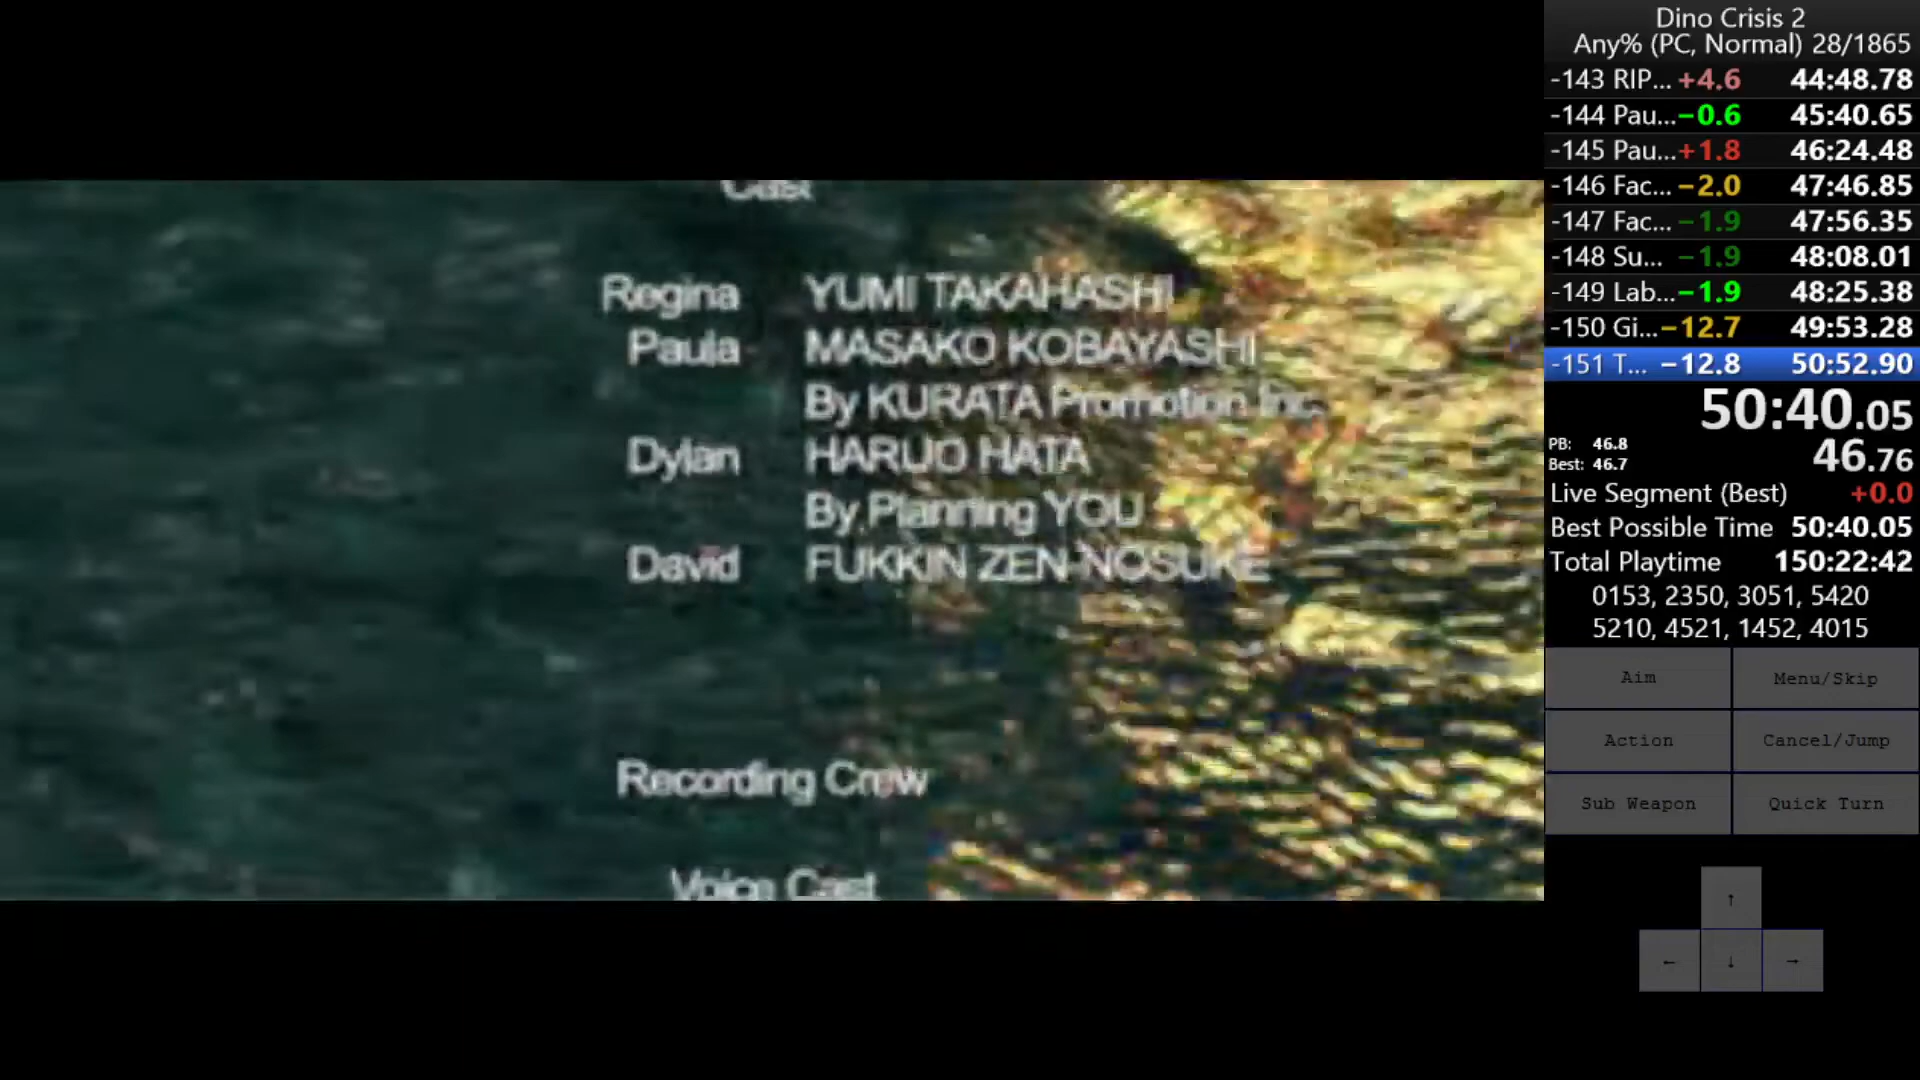 Cast
Regina YUMI TAKAHASHI
Paula MASAKO KOBAYASHI
By KURATA Promotion Inc.
Dylan HARUO HATA
By Planning YOU
David FUKKIN ZEN-NOSUKE
Recording Crew
Voice Cast
Dino Crisis 2
Any% (PC, Normal) 28/1865
-143 RIP... +4.6 44:48.78
-144 Pau... −0.6 45:40.65
-145 Pau... +1.8 46:24.48
-146 Fac... −2.0 47:46.85
-147 Fac... −1.9 47:56.35
-148 Su... −1.9 48:08.01
-149 Lab... −1.9 48:25.38
-150 Gi... −12.7 49:53.28
-151 T... −12.8 50:52.90
50:40.05
PB: 46.8
Best: 46.7
46.76
Live Segment (Best) +0.0
Best Possible Time 50:40.05
Total Playtime 150:22:42
0153, 2350, 3051, 5420
5210, 4521, 1452, 4015
Aim Menu/Skip
Action Cancel/Jump
Sub Weapon Quick Turn
↑
← ↓ →